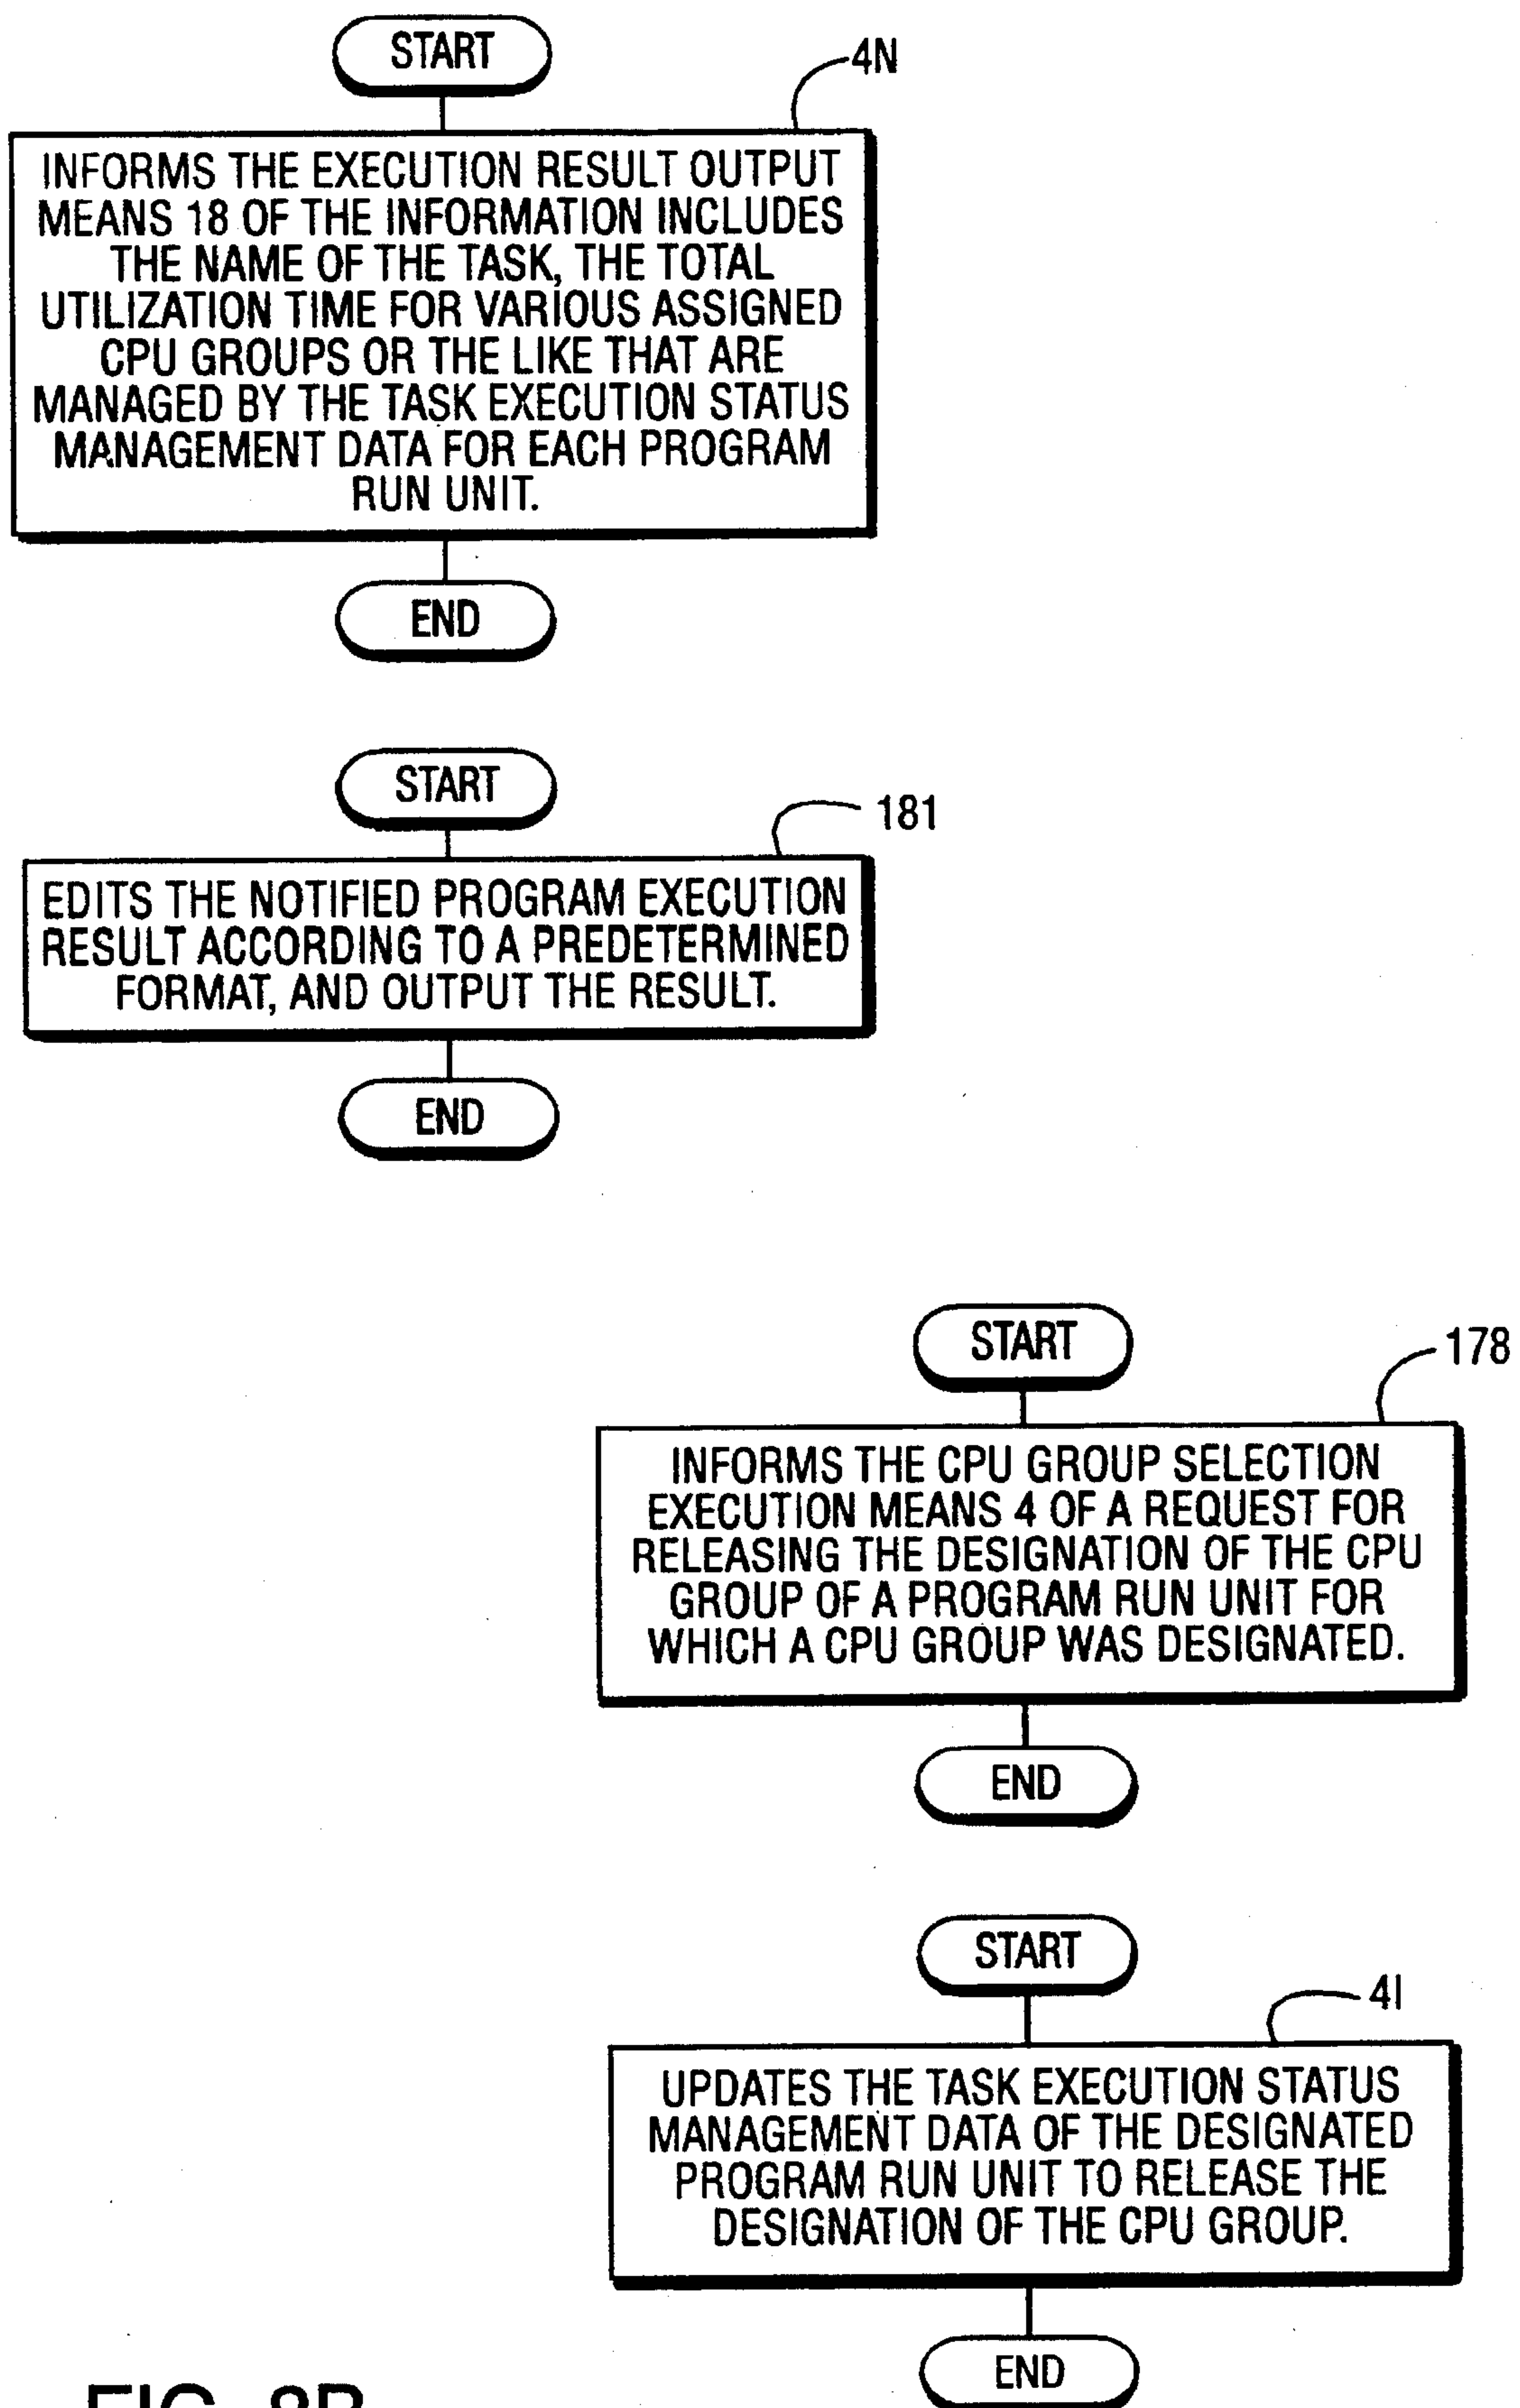 START
4N
INFORMS THE EXECUTION RESULT OUTPUT
MEANS 18 OF THE INFORMATION INCLUDES
THE NAME OF THE TASK, THE TOTAL
UTILIZATION TIME FOR VARIOUS ASSIGNED
CPU GROUPS OR THE LIKE THAT ARE
MANAGED BY THE TASK EXECUTION STATUS
MANAGEMENT DATA FOR EACH PROGRAM
RUN UNIT.
END
START
181
EDITS THE NOTIFIED PROGRAM EXECUTION
RESULT ACCORDING TO A PREDETERMINED
FORMAT, AND OUTPUT THE RESULT.
END
START
178
INFORMS THE CPU GROUP SELECTION
EXECUTION MEANS 4 OF A REQUEST FOR
RELEASING THE DESIGNATION OF THE CPU
GROUP OF A PROGRAM RUN UNIT FOR
WHICH A CPU GROUP WAS DESIGNATED.
END
START
4I
UPDATES THE TASK EXECUTION STATUS
MANAGEMENT DATA OF THE DESIGNATED
PROGRAM RUN UNIT TO RELEASE THE
DESIGNATION OF THE CPU GROUP.
END
FIG.